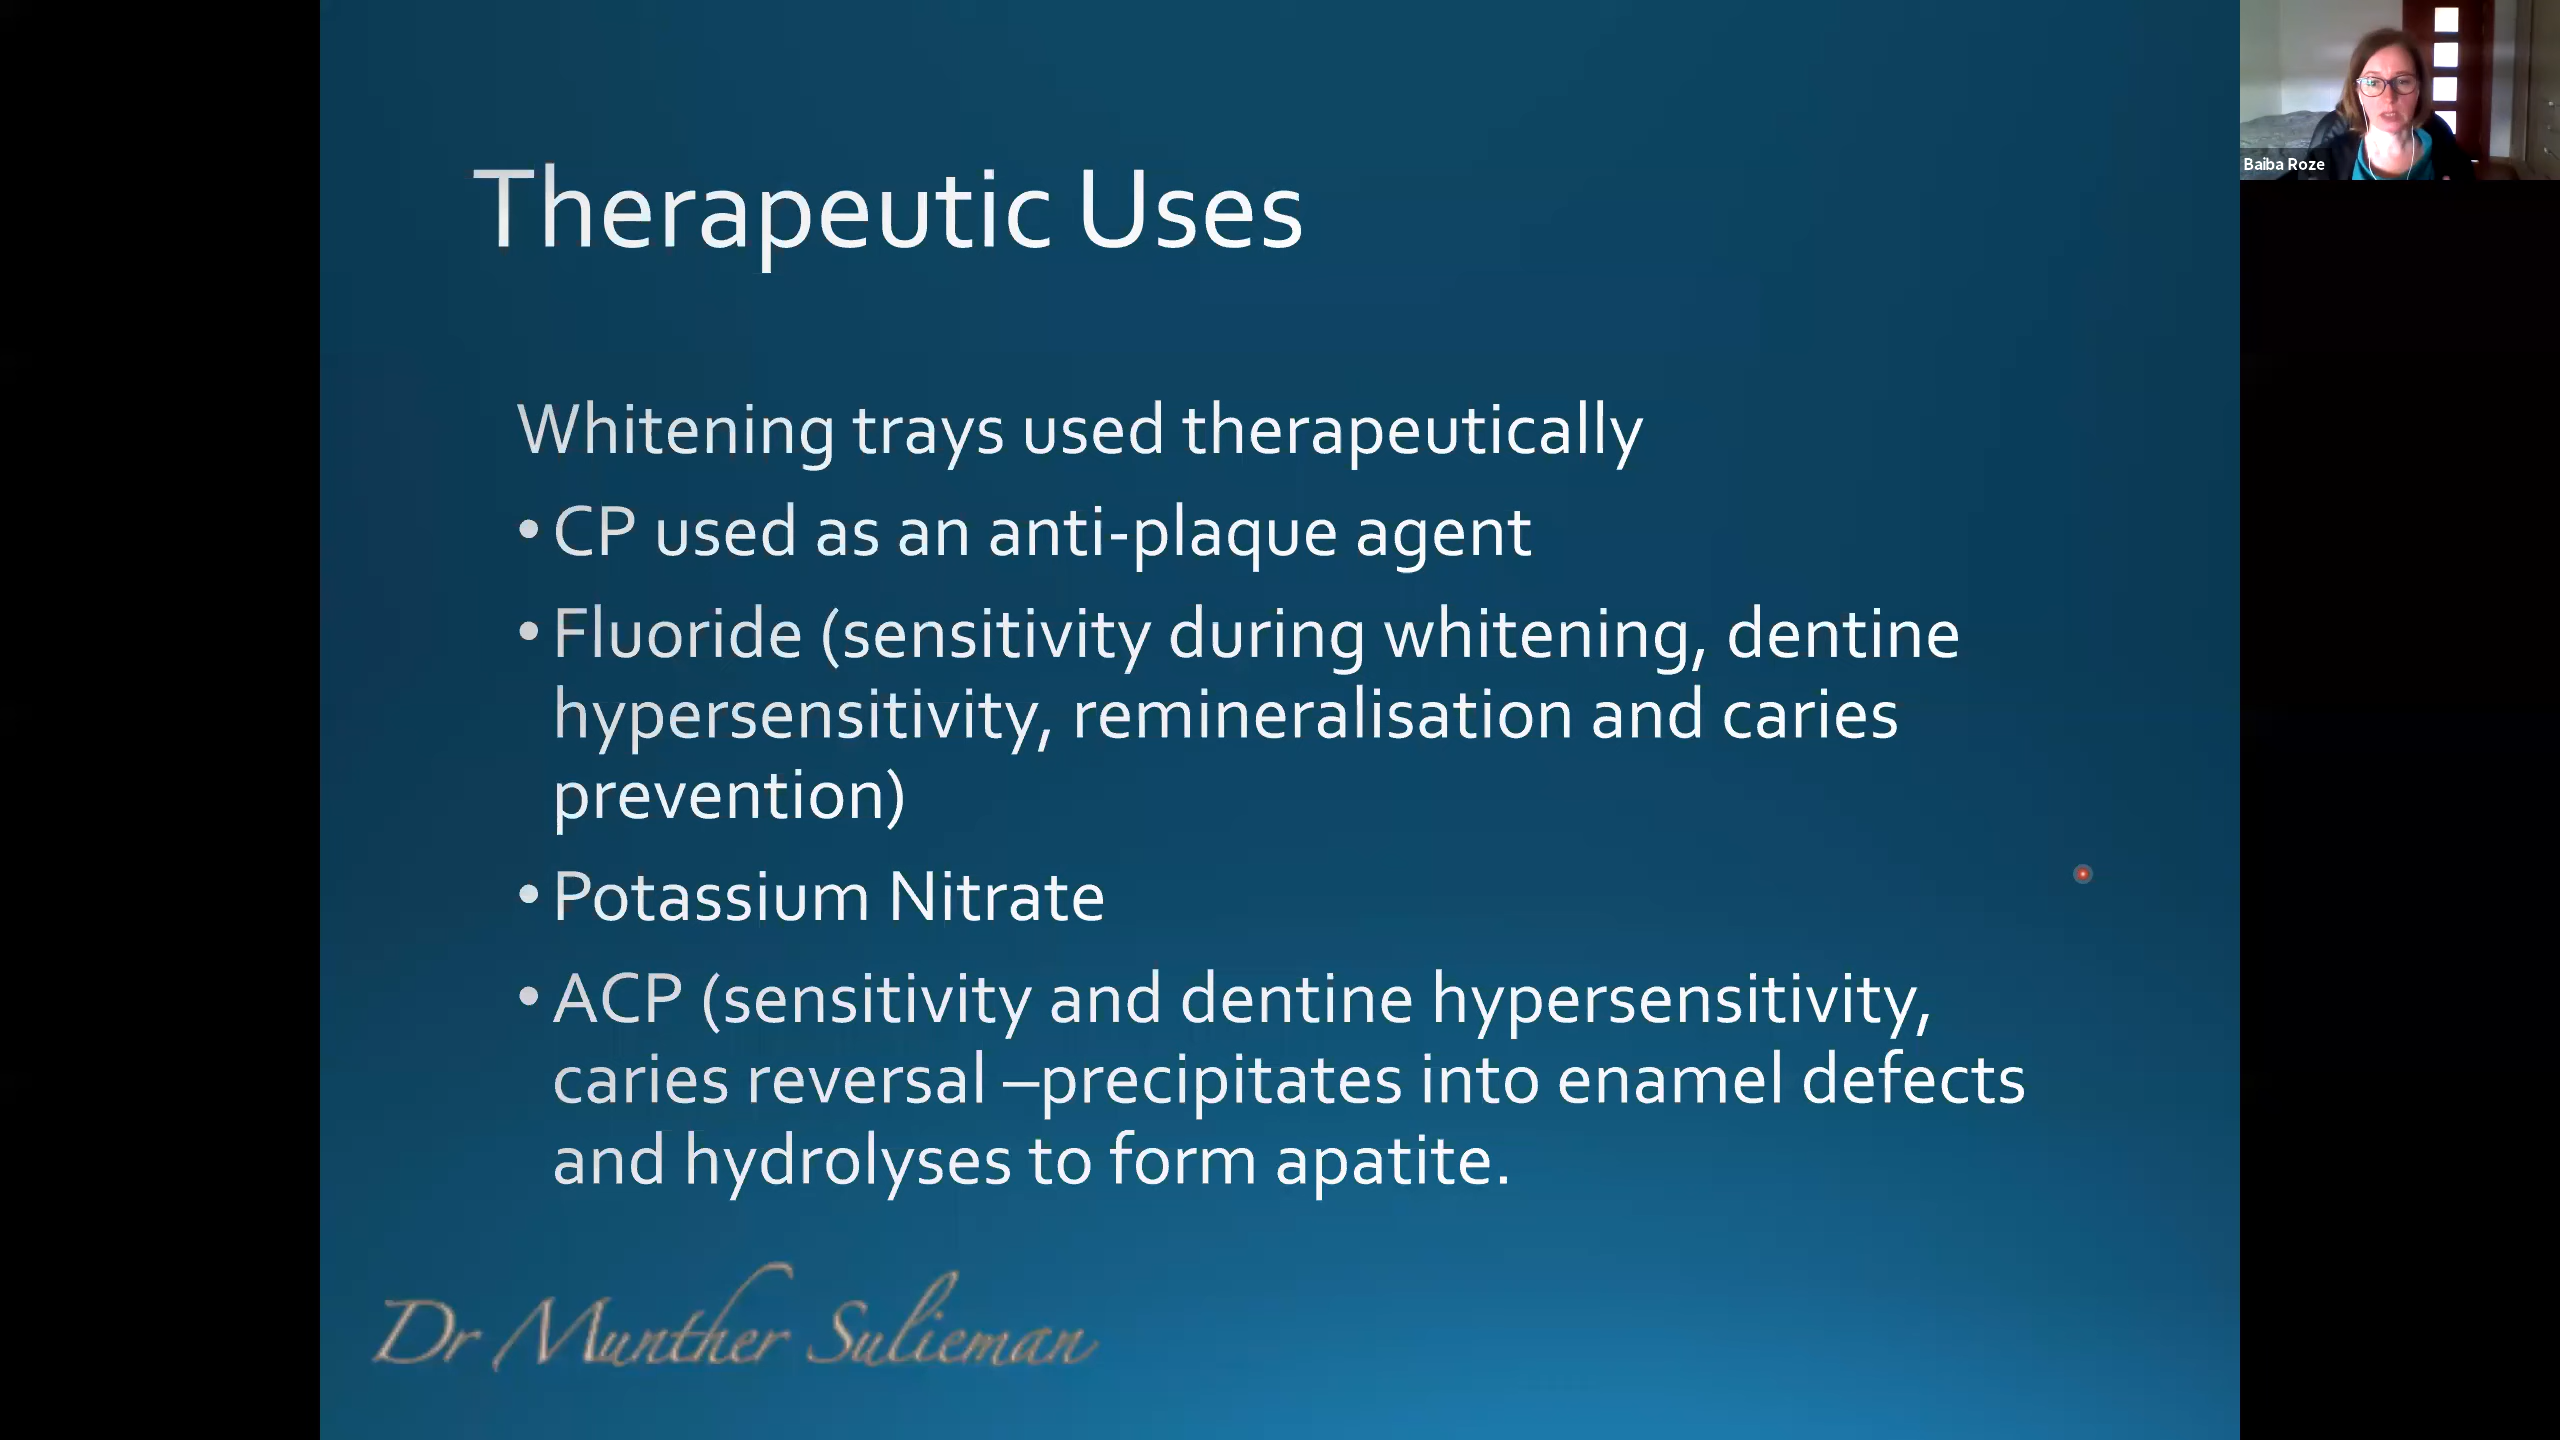 Therapeutic Uses
Whitening trays used therapeutically
• CP used as an anti-plaque agent
• Fluoride (sensitivity during whitening, dentine
hypersensitivity, remineralisation and caries
prevention)
• Potassium Nitrate
• ACP (sensitivity and dentine hypersensitivity,
caries reversal –precipitates into enamel defects
and hydrolyses to form apatite.
Dr Munther Sulieman
Baiba Roze